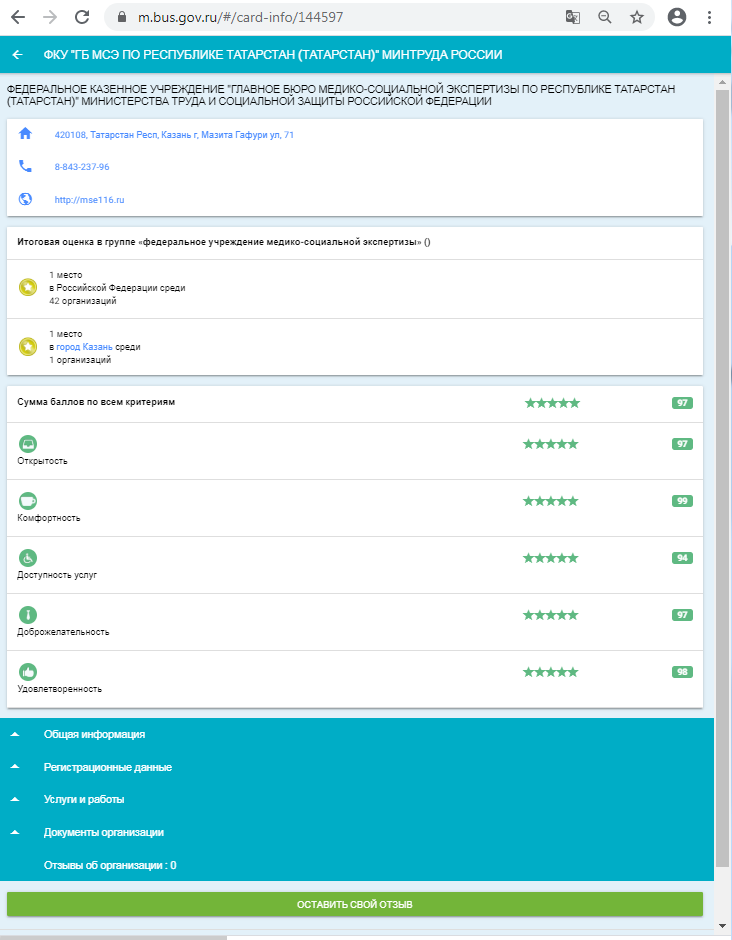 m.bus.gov.ru/#/card-info/144597
ФКУ "ГБ МСЭ ПО РЕСПУБЛИКЕ ТАТАРСТАН (ТАТАРСТАН)" МИНТРУДА РОССИИ
ФЕДЕРАЛЬНОЕ КАЗЕННОЕ УЧРЕЖДЕНИЕ "ГЛАВНОЕ БЮРО МЕДИКО-СОЦИАЛЬНОЙ ЭКСПЕРТИЗЫ ПО РЕСПУБЛИКЕ ТАТАРСТАН
(ТАТАРСТАН)" МИНИСТЕРСТВА ТРУДА И СОЦИАЛЬНОЙ ЗАЩИТЫ РОССИЙСКОЙ ФЕДЕРАЦИИ
420108, Татарстан Респ, Казань г, Мазита Гафури ул, 71
8-843-237-96
http://mse116.ru
Итоговая оценка в группе «федеральное учреждение медико-социальной экспертизы» ()
1 место
в Российской Федерации среди
42 организаций
1 место
в город Казань среди
1 организаций
Сумма баллов по всем критериям 97
97
Открытость
99
Комфортность
94
Доступность услуг
97
Доброжелательность
98
Удовлетворенность
Общая информация
Регистрационные данные
Услуги и работы
Документы организации
Отзывы об организации : 0
ОСТАВИТЬ СВОЙ ОТЗЫВ